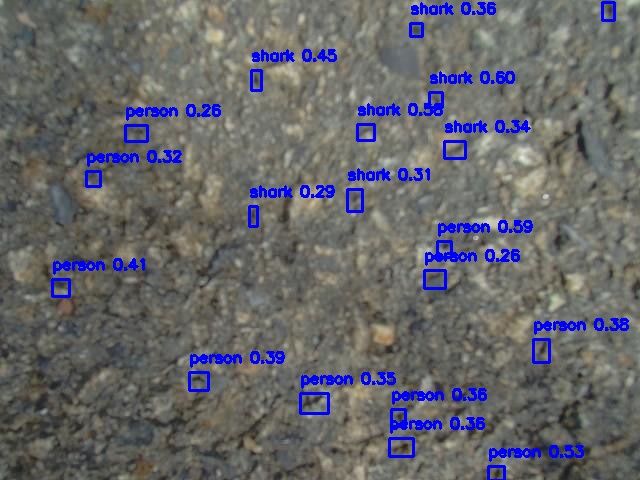 shark 0.36
shark 0.45
shark 0.60
person 0.26
shark 0.58
shark 0.34
person 0.32
shark 0.31
shark 0.29
person 0.59
person 0.26
person 0.41
person 0.38
person 0.39
person 0.35
person 0.36
person 0.36
person 0.53